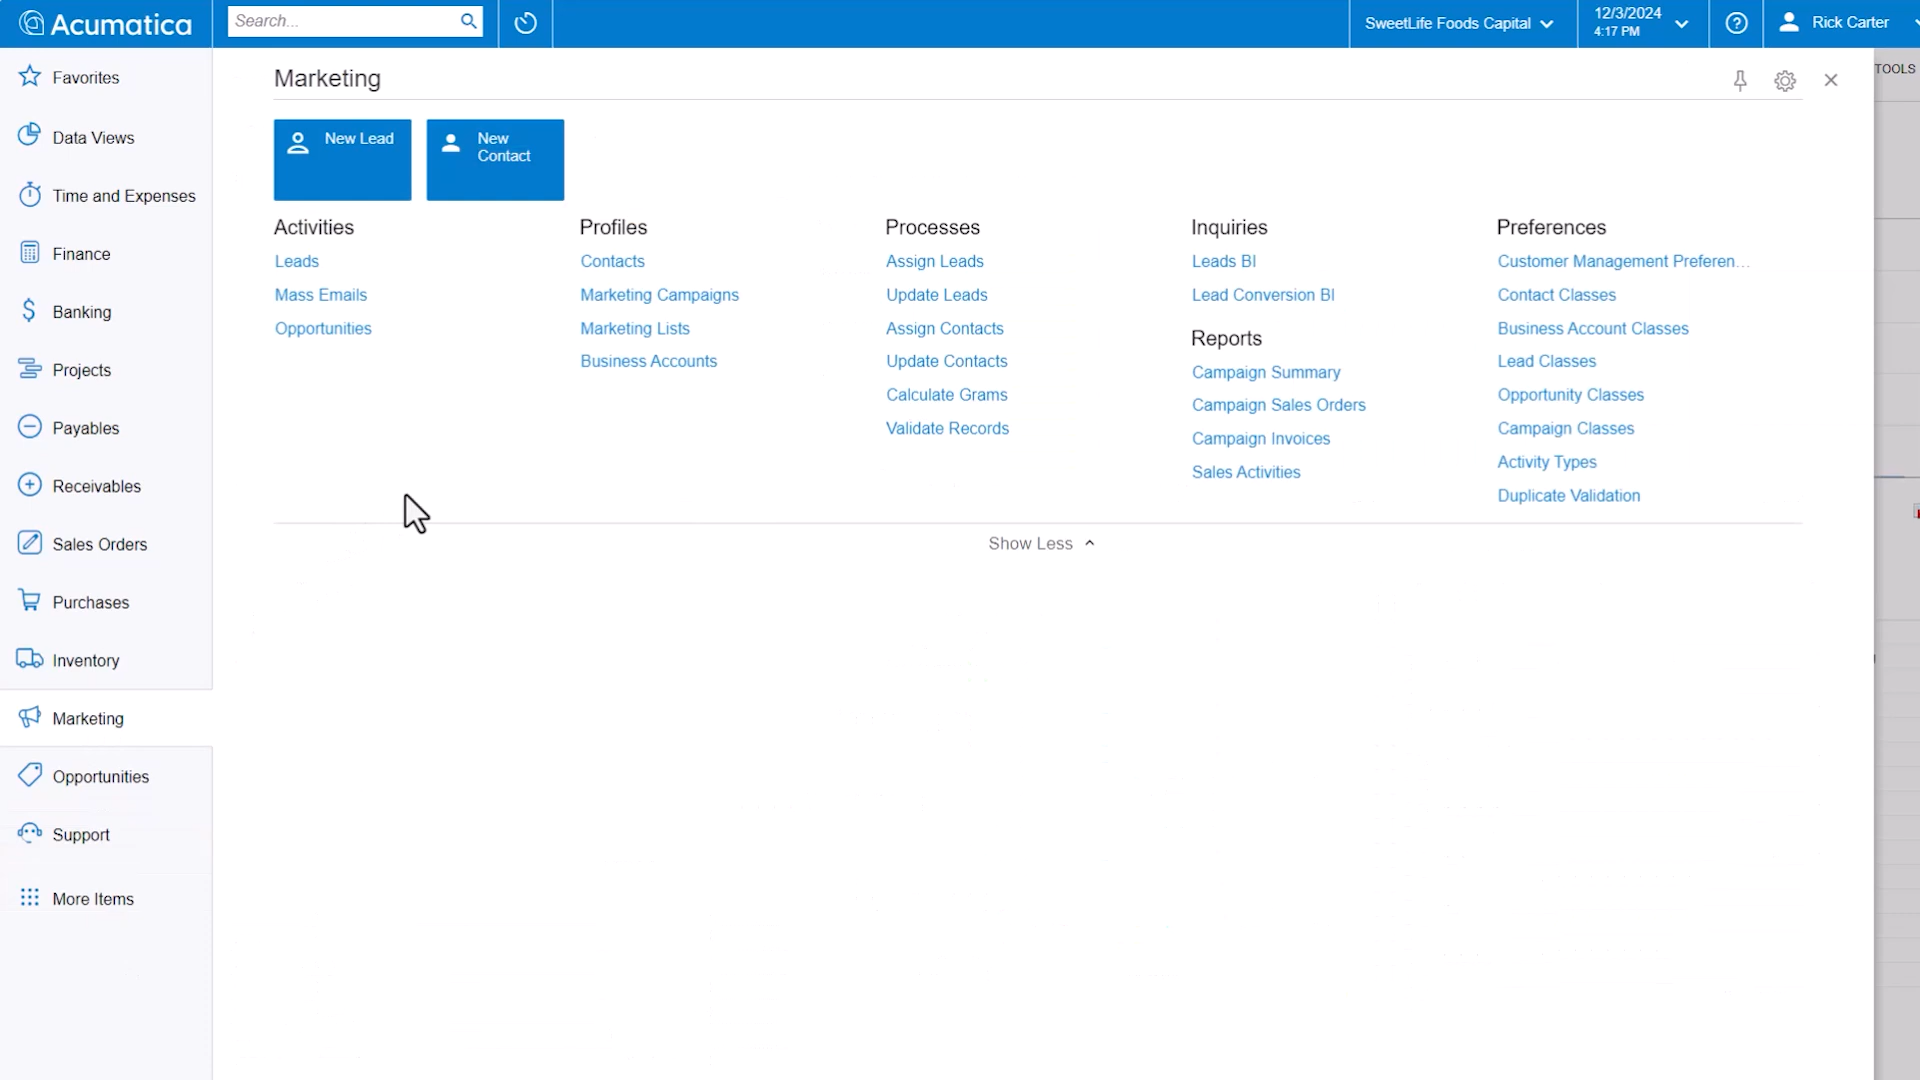 Acumatica
Search...
SweetLife Foods Capital
12/3/2024
4:17 PM
Rick Carter
Favorites
Data Views
Time and Expenses
Finance
Banking
Projects
Payables
Receivables
Sales Orders
Purchases
Inventory
Marketing
Opportunities
Support
More Items
Marketing
TOOLS
New Lead
New
Contact
Activities
Leads
Mass Emails
Opportunities
Profiles
Contacts
Marketing Campaigns
Marketing Lists
Business Accounts
Processes
Assign Leads
Update Leads
Assign Contacts
Update Contacts
Calculate Grams
Validate Records
Inquiries
Leads BI
Lead Conversion BI
Reports
Campaign Summary
Campaign Sales Orders
Campaign Invoices
Sales Activities
Preferences
Customer Management Preferen...
Contact Classes
Business Account Classes
Lead Classes
Opportunity Classes
Campaign Classes
Activity Types
Duplicate Validation
Show Less